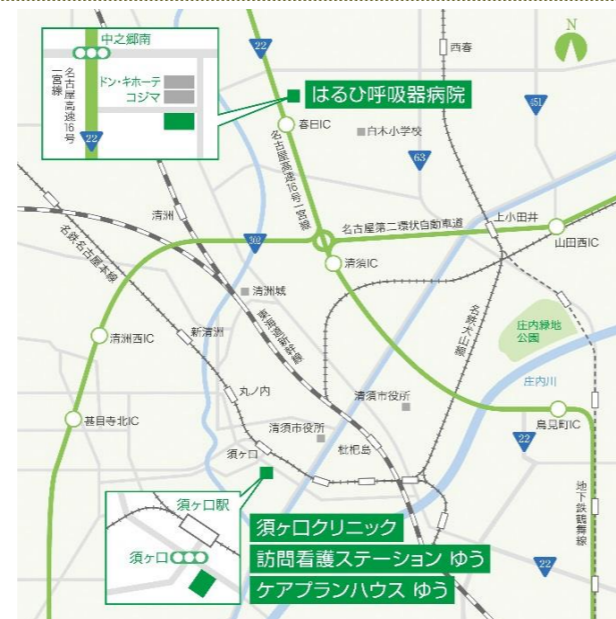 中之郷南
22
西春
N
ドン・キホーテ
コジマ
名古屋高速16号
一宮線
22
はるひ呼吸器病院
春日IC
白木小学校
63
名古屋高速16号一宮線
清洲
302
名古屋第二環状自動車道
上小田井
山田西IC
名鉄名古屋本線
清須IC
清洲城
清洲西IC
新清洲
名鉄犬山線
庄内緑地
公園
庄内川
丸ノ内
清須市役所
甚目寺北IC
清須市役所
枇杷島
鳥見町IC
22
須ヶ口
地下鉄鶴舞線
須ヶ口駅
須ヶ口
須ヶ口クリニック
訪問看護ステーション ゆう
ケアプランハウス ゆう
22